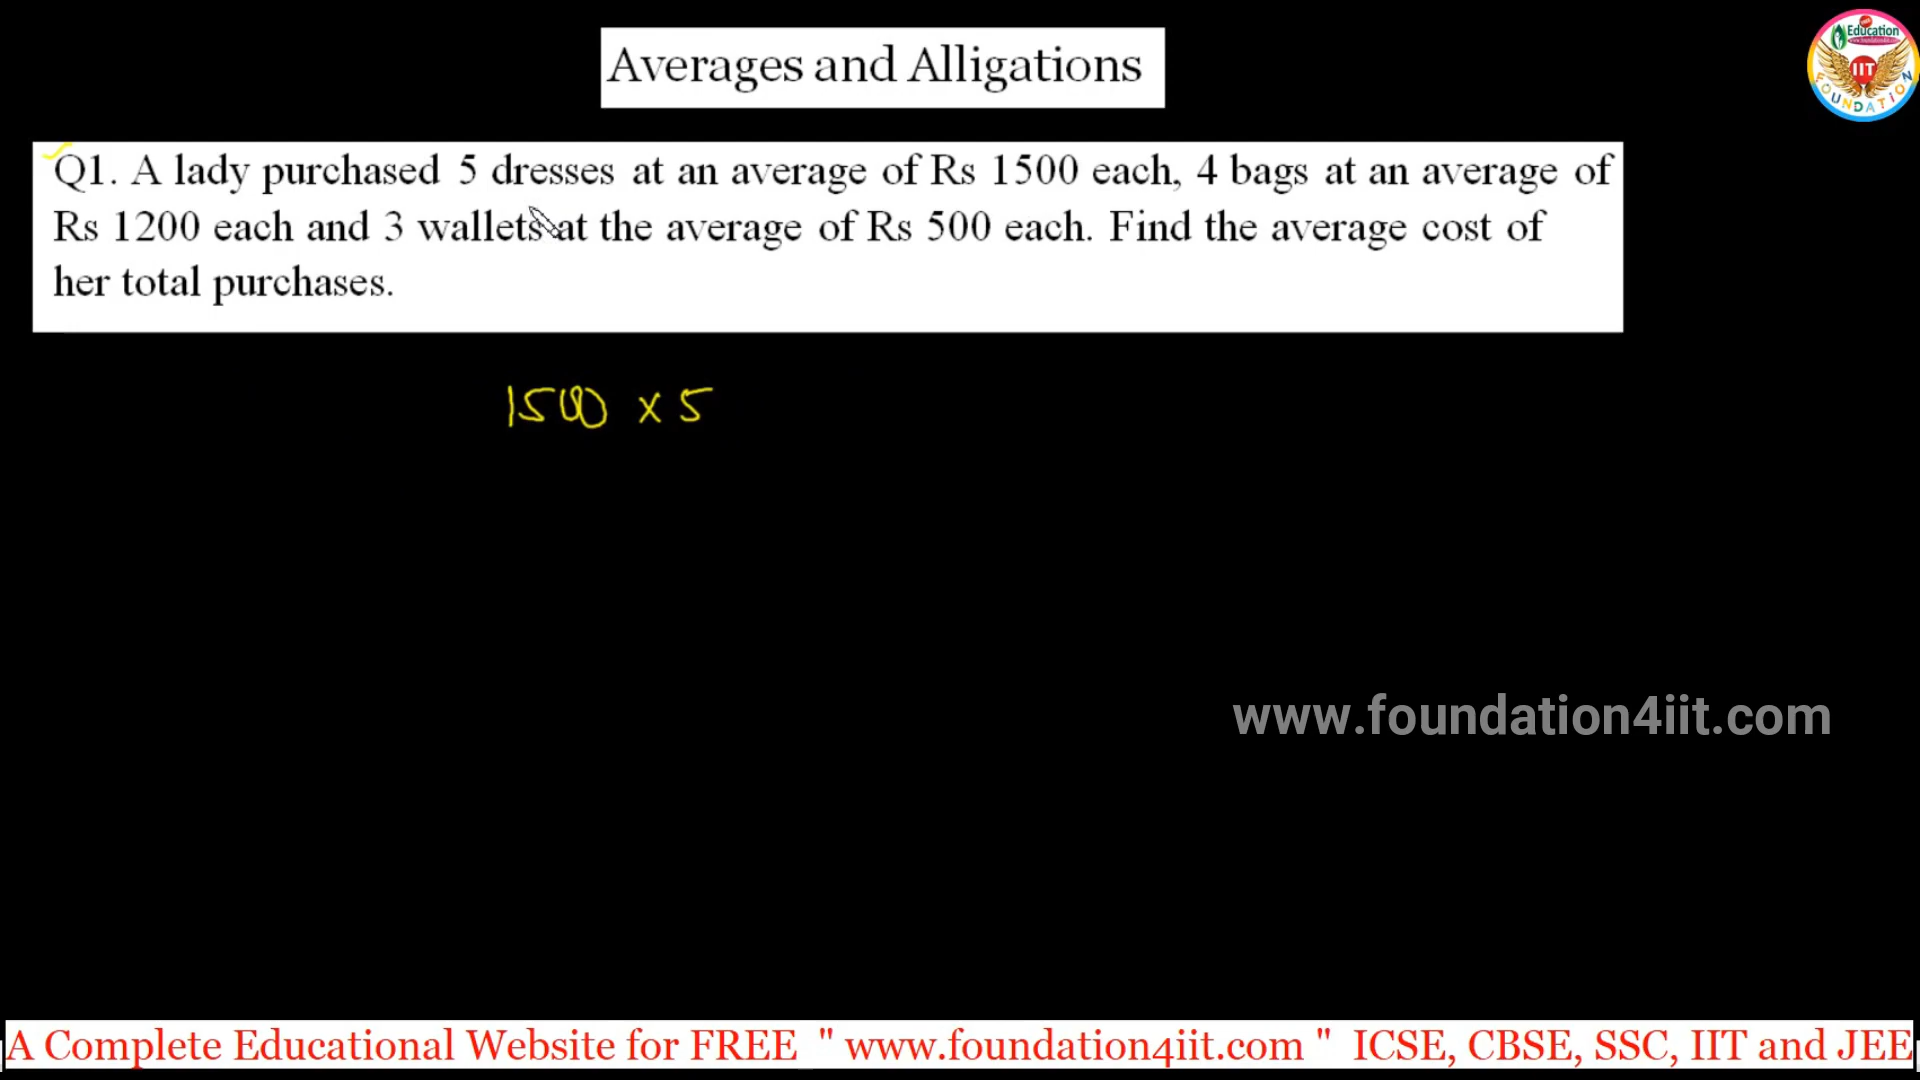 Averages and Alligations
Education
IIT
FOUNDATION
Q1. A lady purchased 5 dresses at an average of Rs 1500 each, 4 bags at an average of
Rs 1200 each and 3 wallets at the average of Rs 500 each. Find the average cost of
her total purchases.
1500 x 5
www.foundation4iit.com
A Complete Educational Website for FREE " www.foundation4iit.com " ICSE, CBSE, SSC, IIT and JEE